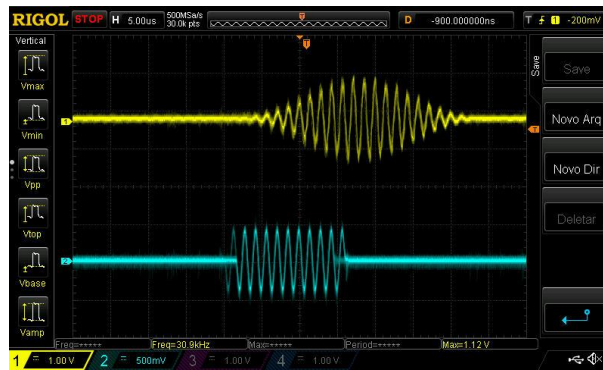 RIGOL STOP H 5.00us 500MSa/s 30.0k pts D -900.000000ns T 1 -200mV
Vertical
Vmax
Vmin
Vpp
Vtop
Vbase
Vamp
T
1
2
T
Save
Save
Novo Arq
Novo Dir
Deletar
Freq=***** Freq=30.9kHz Max=***** Period=***** Max=1.12 V
1 = 1.00 V 2 = 500mV 3 = 1.00 V 4 = 1.00 V